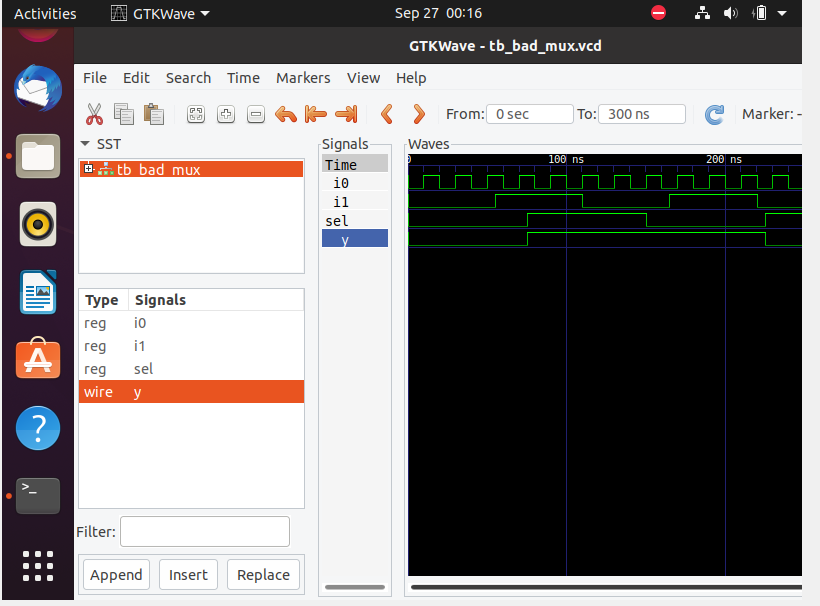 Activities GTKWave Sep 27 00:16
GTKWave - tb_bad_mux.vcd
File Edit Search Time Markers View Help
From: 0 sec To: 300 ns Marker: -
SST
tb_bad_mux
Type Signals
reg i0
reg i1
reg sel
wire y
Filter:
Append Insert Replace
Signals
Time
i0
i1
sel
y
Waves
0 100 ns 200 ns